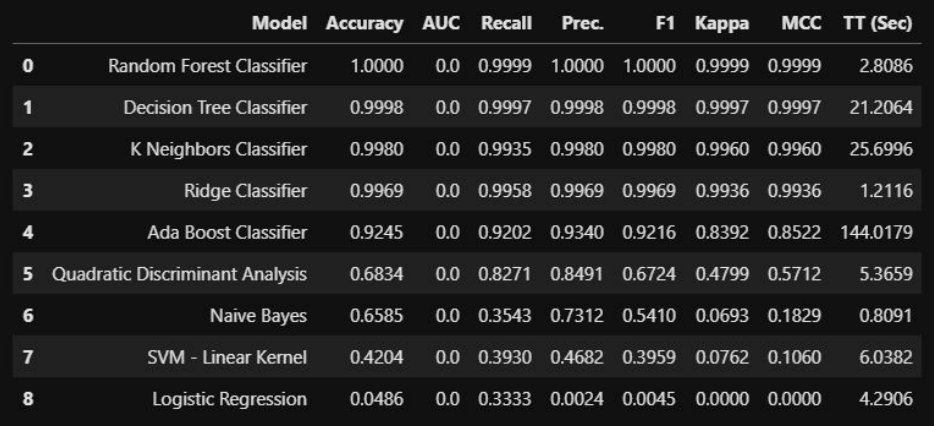 Model Accuracy AUC Recall Prec. F1 Kappa MCC TT (Sec)
0 Random Forest Classifier 1.0000 0.0 0.9999 1.0000 1.0000 0.9999 0.9999 2.8086
1 Decision Tree Classifier 0.9998 0.0 0.9997 0.9998 0.9998 0.9997 0.9997 21.2064
2 K Neighbors Classifier 0.9980 0.0 0.9935 0.9980 0.9980 0.9960 0.9960 25.6996
3 Ridge Classifier 0.9969 0.0 0.9958 0.9969 0.9969 0.9936 0.9936 1.2116
4 Ada Boost Classifier 0.9245 0.0 0.9202 0.9340 0.9216 0.8392 0.8522 144.0179
5 Quadratic Discriminant Analysis 0.6834 0.0 0.8271 0.8491 0.6724 0.4799 0.5712 5.3659
6 Naive Bayes 0.6585 0.0 0.3543 0.7312 0.5410 0.0693 0.1829 0.8091
7 SVM - Linear Kernel 0.4204 0.0 0.3930 0.4682 0.3959 0.0762 0.1060 6.0382
8 Logistic Regression 0.0486 0.0 0.3333 0.0024 0.0045 0.0000 0.0000 4.2906